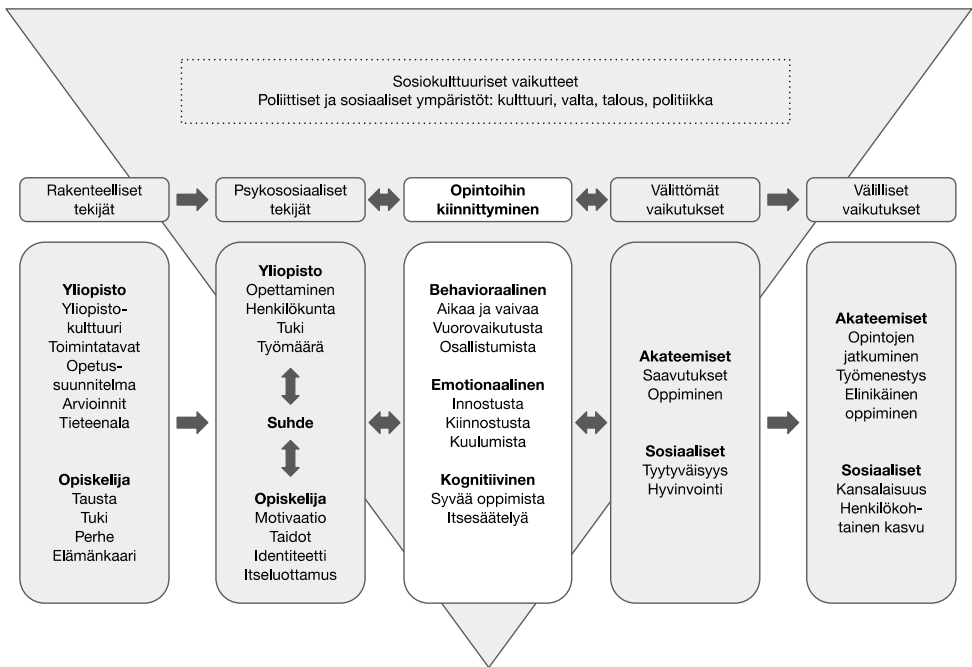 Sosiokulttuuriset vaikutteet
Poliittiset ja sosiaaliset ympäristöt: kulttuuri, valta, talous, politiikka
Rakenteelliset
tekijät
Psykososiaaliset
tekijät
Opintoihin
kiinnittyminen
Välittömät
vaikutukset
Välilliset
vaikutukset
Yliopisto
Yliopisto-
kulttuuri
Toimintatavat
Opetus-
suunnitelma
Arvioinnit
Tieteenala
Opiskelija
Tausta
Tuki
Perhe
Elämänkaari
Yliopisto
Opettaminen
Henkilökunta
Tuki
Työmäärä
Suhde
Opiskelija
Motivaatio
Taidot
Identiteetti
Itseluottamus
Behavioraalinen
Aikaa ja vaivaa
Vuorovaikutusta
Osallistumista
Emotionaalinen
Innostusta
Kiinnostusta
Kuulumista
Kognitiivinen
Syvää oppimista
Itsesäätelyä
Akateemiset
Saavutukset
Oppiminen
Sosiaaliset
Tyytyväisyys
Hyvinvointi
Akateemiset
Opintojen
jatkuminen
Työmenestys
Elinikäinen
oppiminen
Sosiaaliset
Kansalaisuus
Henkilökoh-
tainen kasvu